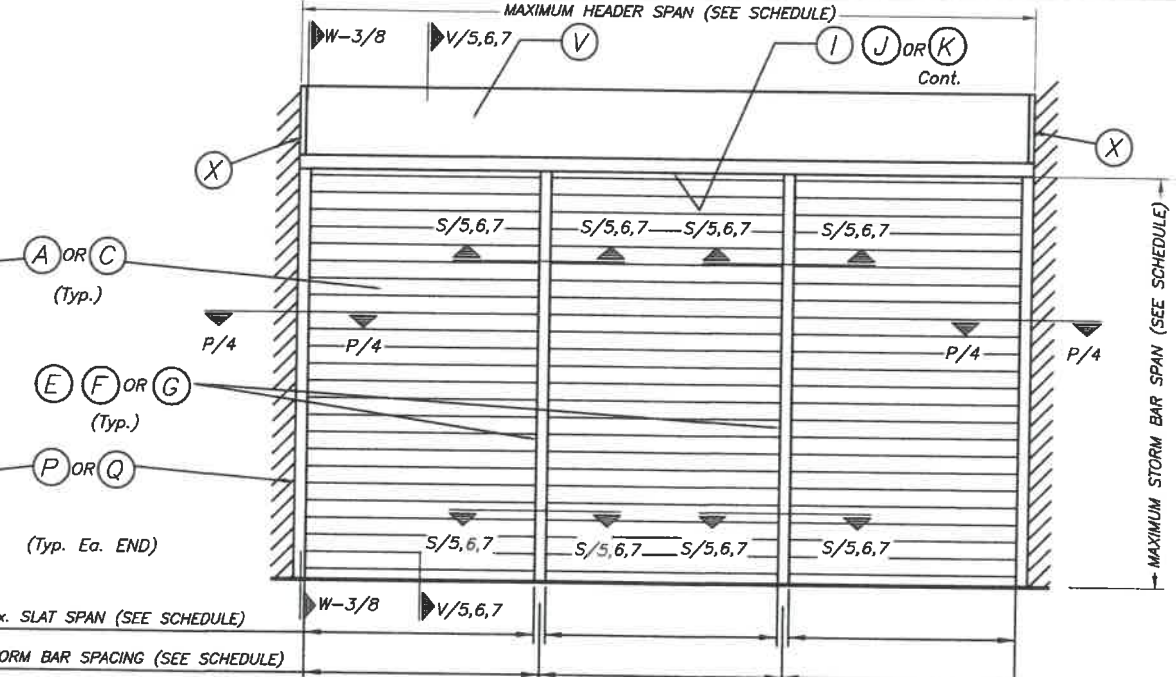 MAXIMUM HEADER SPAN (SEE SCHEDULE)
W-3/8
V/5,6,7
V
I J OR K
Cont.
X
X
S/5,6,7
S/5,6,7
S/5,6,7
S/5,6,7
A OR C
(Typ.)
P/4
P/4
P/4
P/4
E F OR G
(Typ.)
P OR Q
(Typ. Ea. END)
S/5,6,7
S/5,6,7
S/5,6,7
S/5,6,7
MAXIMUM STORM BAR SPAN (SEE SCHEDULE)
W-3/8
V/5,6,7
SLAT SPAN (SEE SCHEDULE)
BAR SPACING (SEE SCHEDULE)